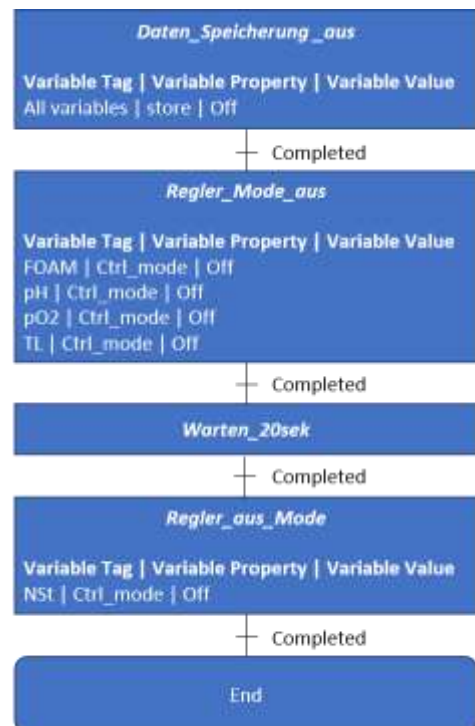 Daten_Speicherung _aus
Variable Tag | Variable Property | Variable Value
All variables | store | Off
Completed
Regler_Mode_aus
Variable Tag | Variable Property | Variable Value
FOAM | Ctrl_mode | Off
pH | Ctrl_mode | Off
pO2 | Ctrl_mode | Off
TL | Ctrl_mode | Off
Completed
Warten_20sek
Completed
Regler_aus_Mode
Variable Tag | Variable Property | Variable Value
NSt | Ctrl_mode | Off
Completed
End